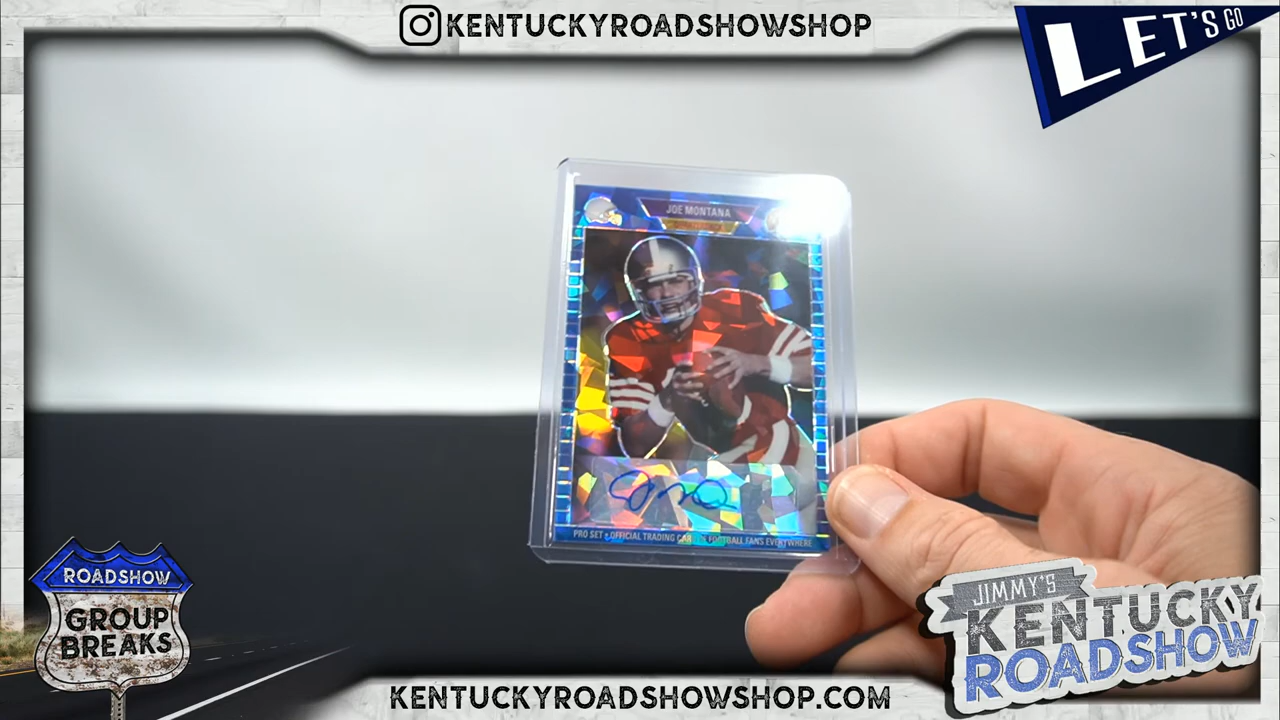 KENTUCKYROADSHOWSHOP
LET'S GO
JOE MONTANA
PRO SET • OFFICIAL TRADING CARD FOOTBALL FANS EVERYWHERE
ROADSHOW
GROUP
BREAKS
JIMMY'S
KENTUCKY
ROADSHOW
KENTUCKYROADSHOWSHOP.COM